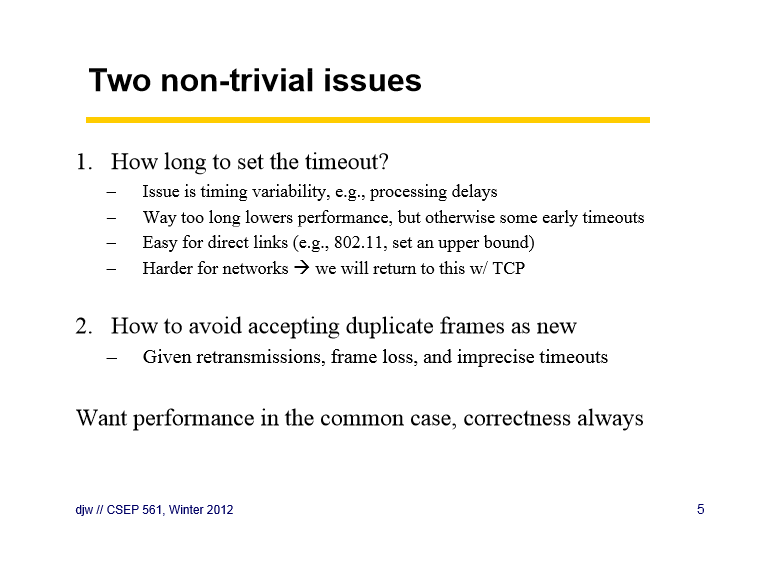 Two non-trivial issues
1. How long to set the timeout?
– Issue is timing variability, e.g., processing delays
– Way too long lowers performance, but otherwise some early timeouts
– Easy for direct links (e.g., 802.11, set an upper bound)
– Harder for networks → we will return to this w/ TCP
2. How to avoid accepting duplicate frames as new
– Given retransmissions, frame loss, and imprecise timeouts
Want performance in the common case, correctness always
djw // CSEP 561, Winter 2012
5